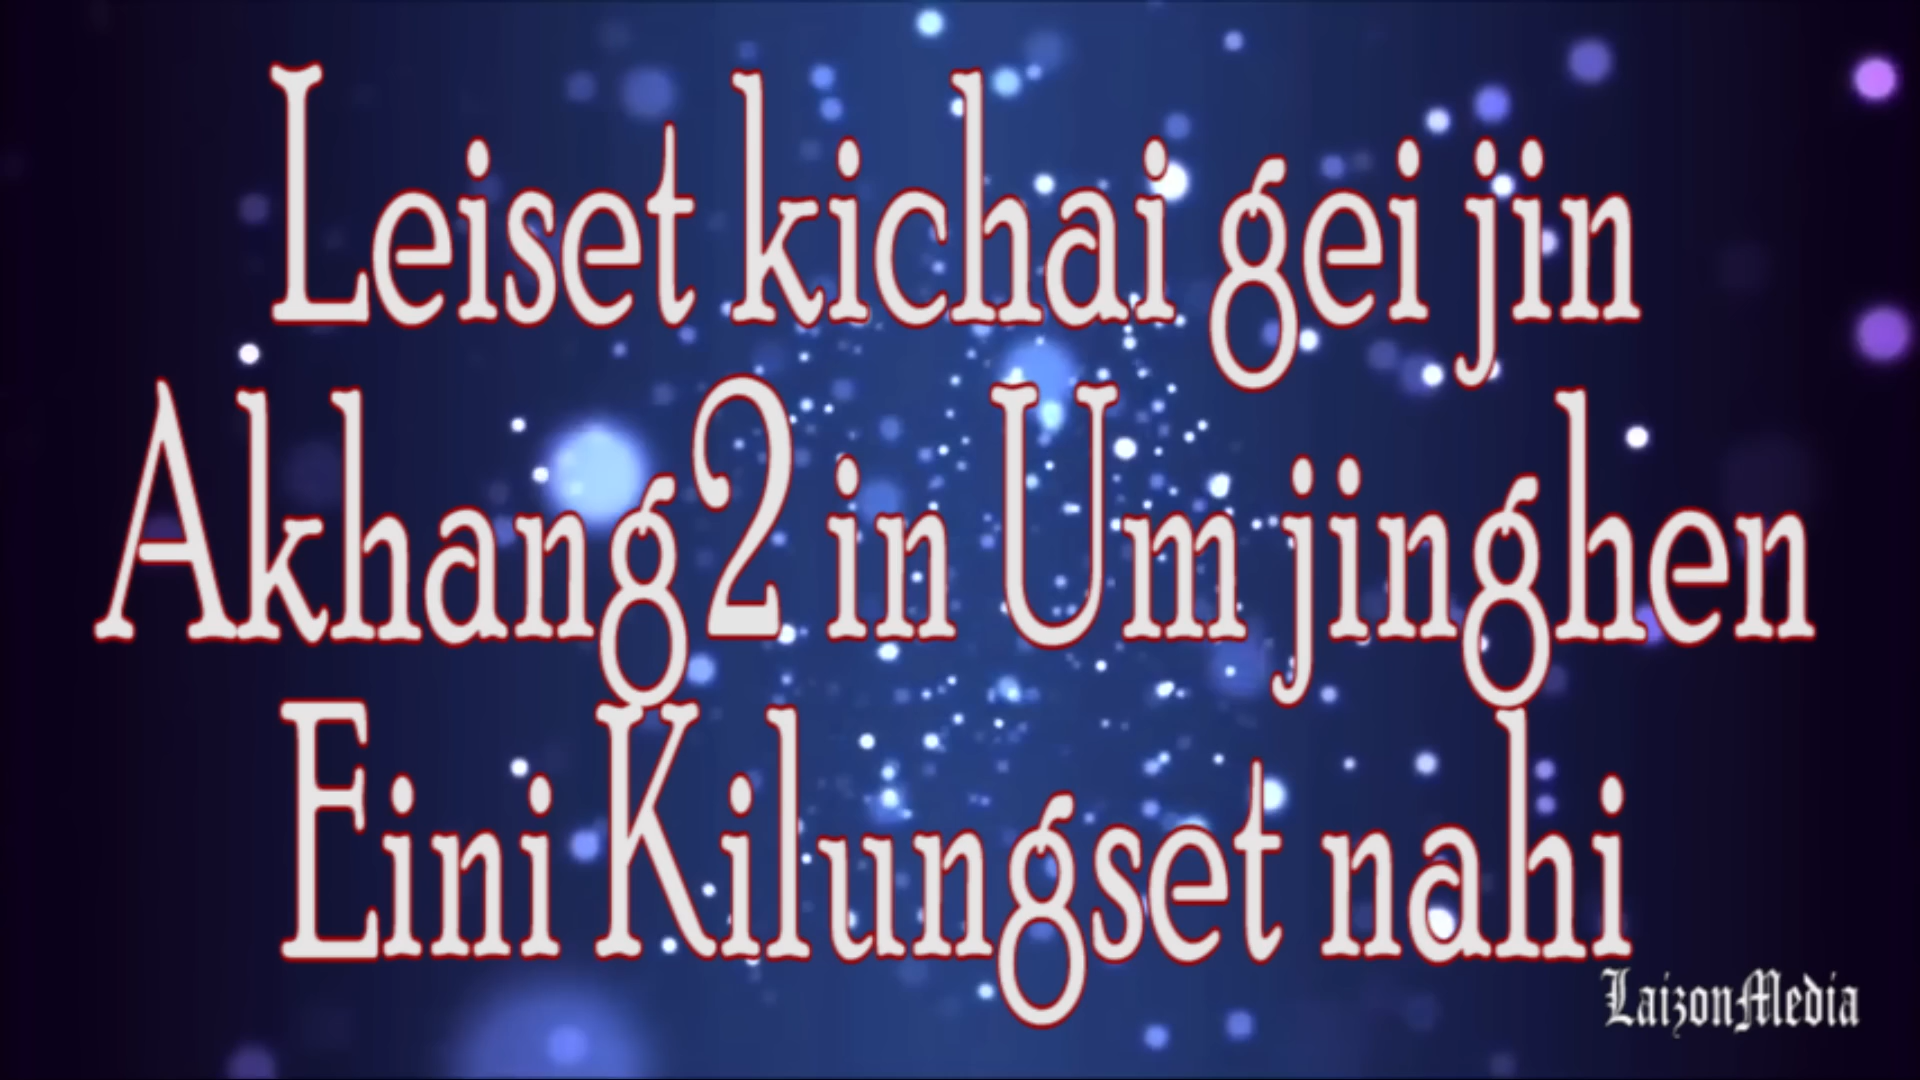 Leiset kichai gei jin
Akhang2 in Um jinghen
Eini Kilungset nahi
LaizonMedia